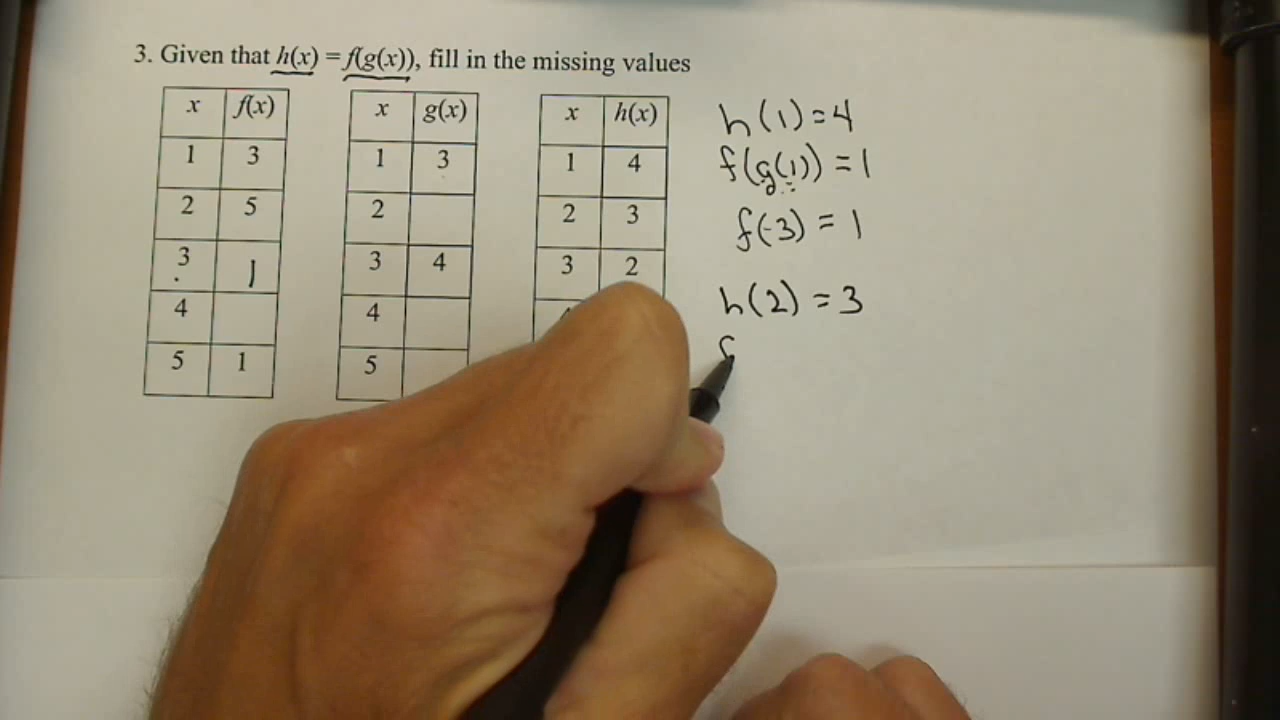 3. Given that h(x) = f(g(x)), fill in the missing values
x f(x)
1 3
2 5
3 1
4
5 1
x g(x)
1 3
2
3 4
4
5
x h(x)
1 4
2 3
3 2
h(1)=4
f(g(1))=1
f(3)=1
h(2)=3